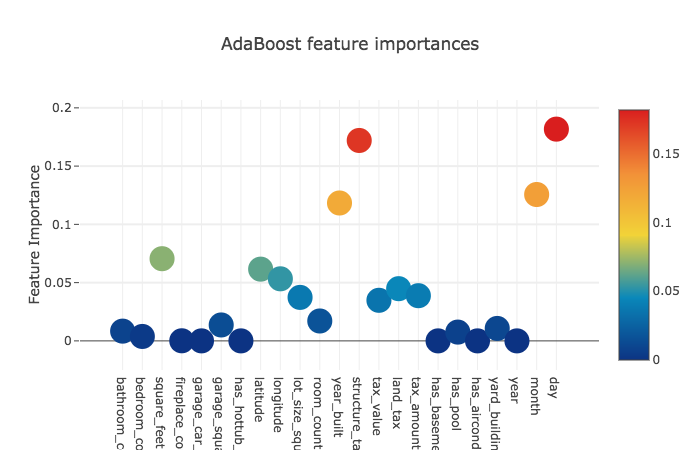 AdaBoost feature importances
0.2
0.15
0.1
0.05
0
Feature Importance
0.15
0.1
0.05
0
bathroom_c
bedroom_co
square_feet
fireplace_co
garage_car_
garage_squa
has_hottub_
latitude
longitude
lot_size_squ
room_count
year_built
structure_ta
tax_value
land_tax
tax_amount
has_baseme
has_pool
has_aircond
yard_building
year
month
day